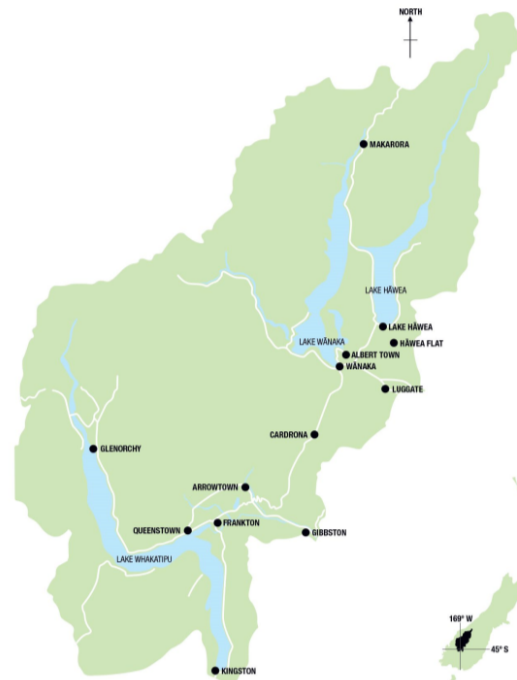 NORTH
MAKARORA
LAKE HĀWEA
LAKE HĀWEA
HĀWEA FLAT
LAKE WĀNAKA
ALBERT TOWN
WĀNAKA
LUGGATE
CARDRONA
GLENORCHY
ARROWTOWN
FRANKTON
QUEENSTOWN
GIBBSTON
LAKE WHAKATIPU
169° W
45° S
KINGSTON